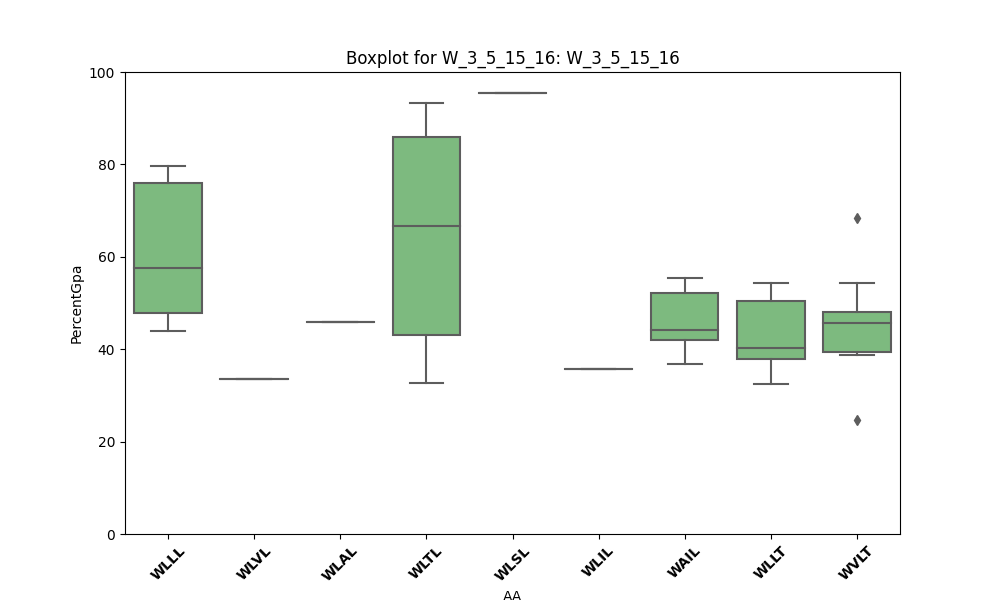 Boxplot for W_3_5_15_16: W_3_5_15_16
100
80
60
40
20
0
PercentGpa
WLLL
WLVL
WLAL
WLTL
WLSL
WLIL
WAIL
WLLT
WVLT
AA